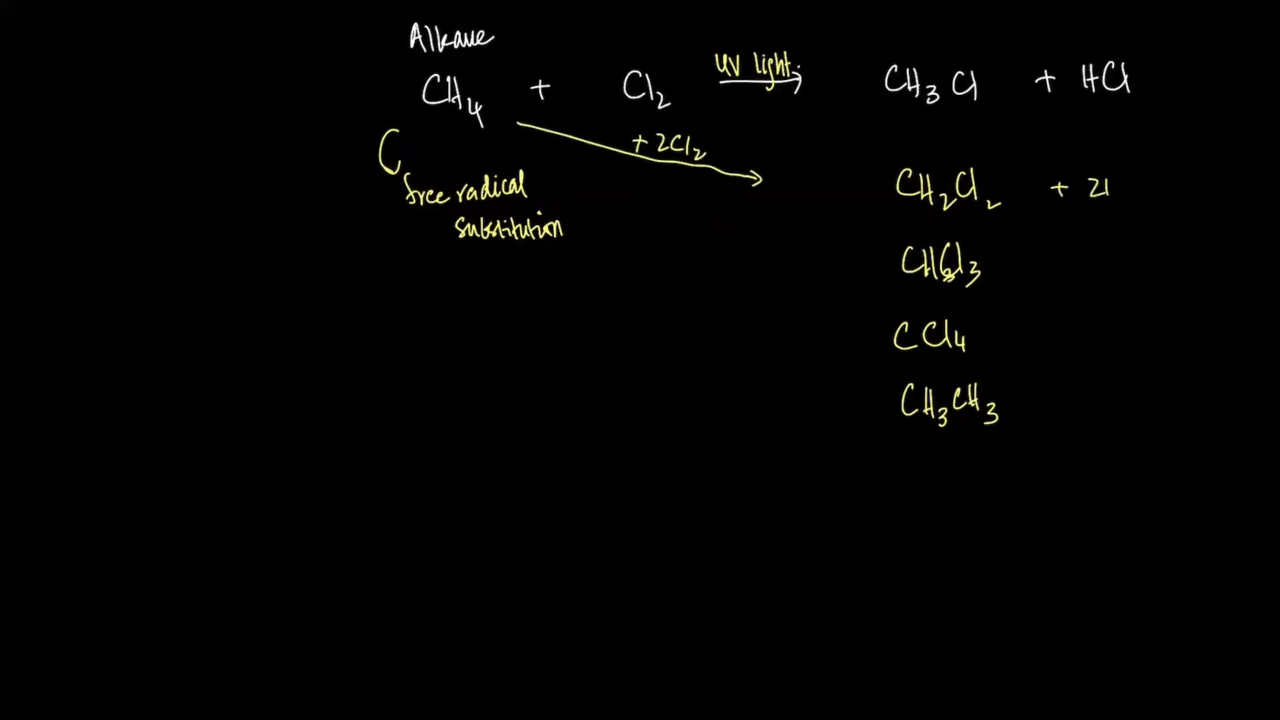 Alkane
CH₄ + Cl₂ UV light. → CH₃Cl + HCl
+ 2Cl₂
free radical
substitution
CH₂Cl₂ + 2
CHCl₃
CCl₄
CH₃CH₃